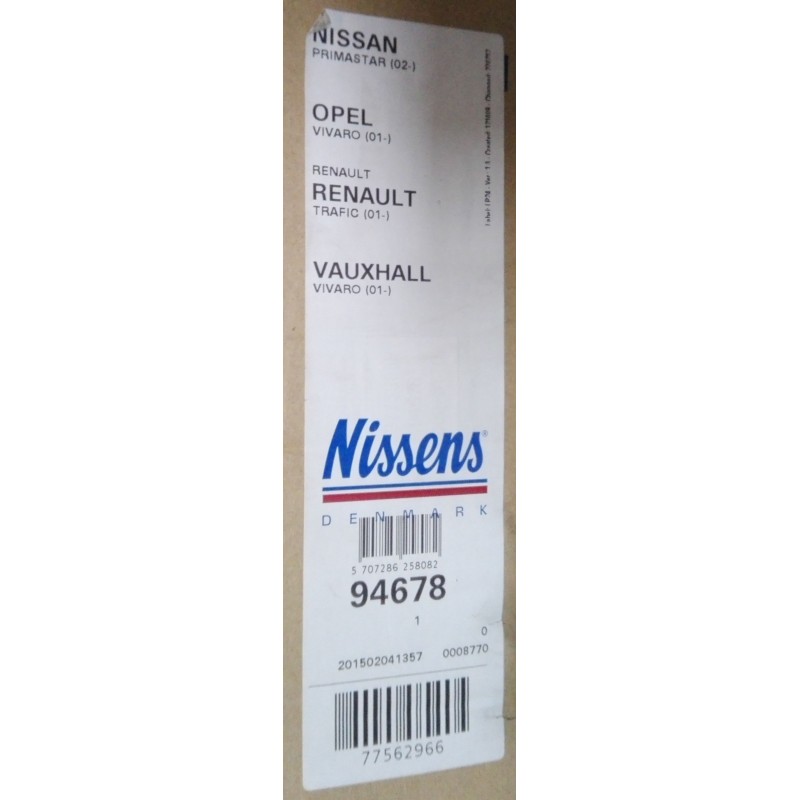 NISSAN
PRIMASTAR (02-)
OPEL
VIVARO (01-)
RENAULT
RENAULT
TRAFIC (01-)
VAUXHALL
VIVARO (01-)
Nissens
DENMARK
5 707286 258082
94678
1
0
201502041357 0008770
77562966